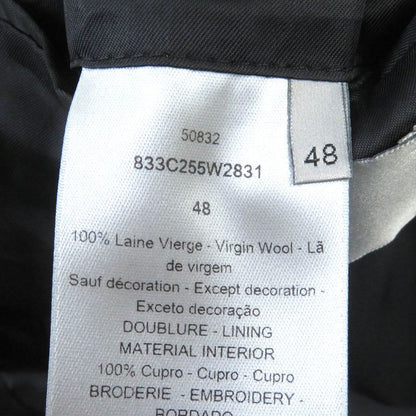 50832
833C255W2831
48
48
100% Laine Vierge - Virgin Wool - Lã
de virgem
Sauf décoration - Except decoration -
Exceto decoração
DOUBLURE - LINING
MATERIAL INTERIOR
100% Cupro - Cupro - Cupro
BRODERIE - EMBROIDERY -
BORDADO